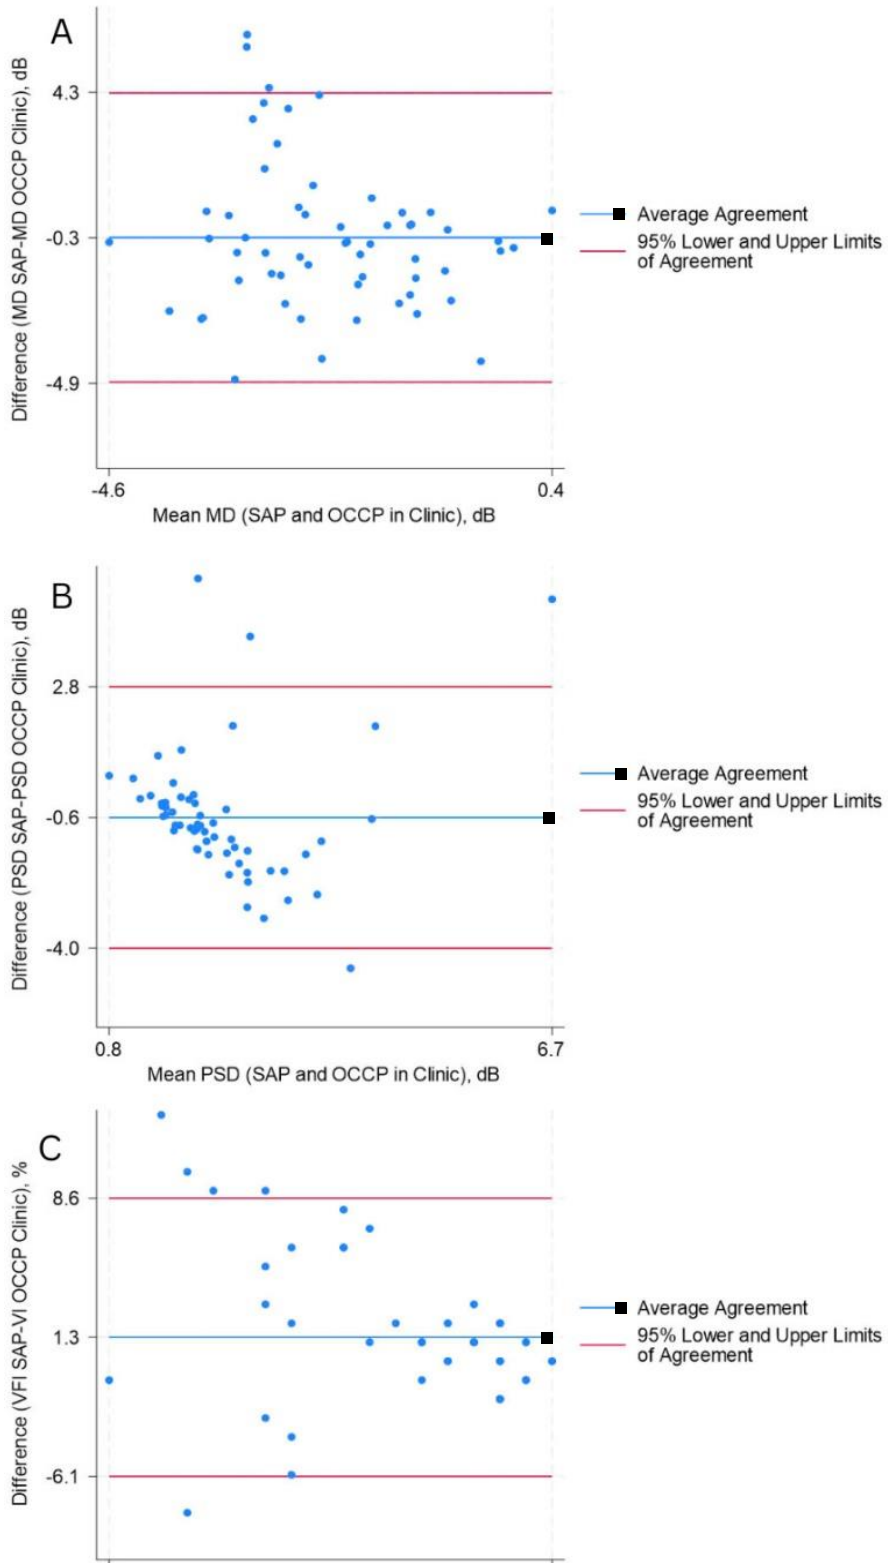 A
Difference (MD SAP-MD OCCP Clinic), dB
4.3
-0.3
-4.9
-4.6
0.4
Mean MD (SAP and OCCP in Clinic), dB
Average Agreement
95% Lower and Upper Limits
of Agreement
B
Difference (PSD SAP-PSD OCCP Clinic), dB
2.8
-0.6
-4.0
0.8
6.7
Mean PSD (SAP and OCCP in Clinic), dB
Average Agreement
95% Lower and Upper Limits
of Agreement
C
Difference (VFI SAP-VI OCCP Clinic), %
8.6
1.3
-6.1
Average Agreement
95% Lower and Upper Limits
of Agreement